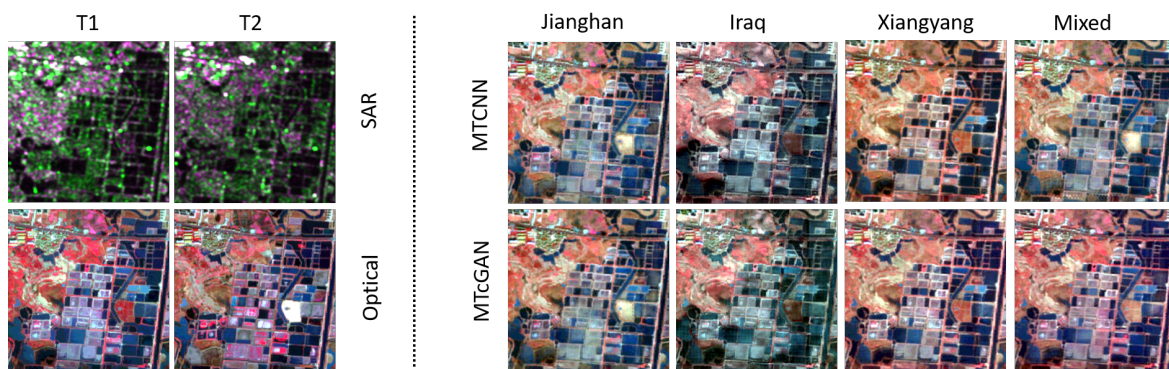 T1
T2
SAR
Optical
Jianghan
Iraq
Xiangyang
Mixed
MTCNN
MTcGAN